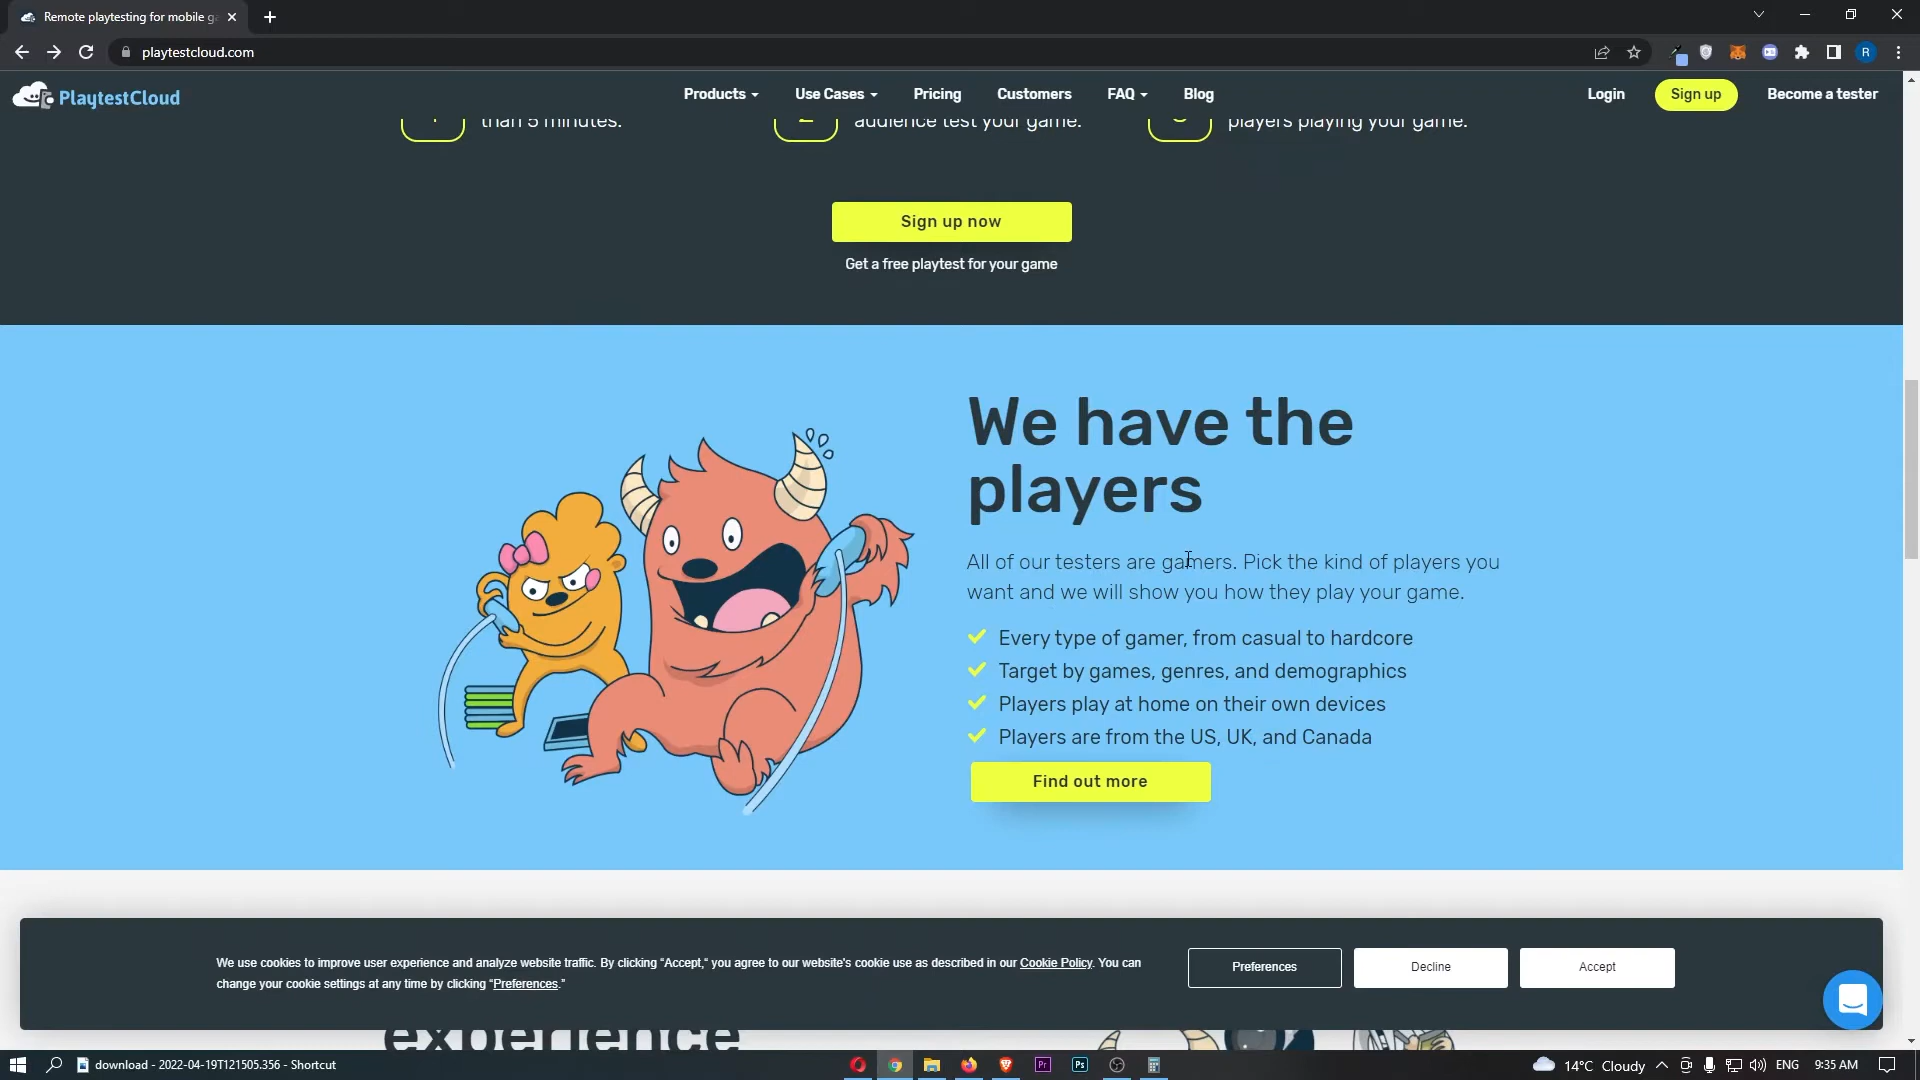 Remote playtesting for mobile ga
playtestcloud.com
R
PlaytestCloud
Products
Use Cases
Pricing
Customers
FAQ
Blog
Login
Sign up
Become a tester
than 5 minutes.
audience test your game.
players playing your game.
Sign up now
Get a free playtest for your game
We have the
players
All of our testers are gamers. Pick the kind of players you
want and we will show you how they play your game.
Every type of gamer, from casual to hardcore
Target by games, genres, and demographics
Players play at home on their own devices
Players are from the US, UK, and Canada
Find out more
We use cookies to improve user experience and analyze website traffic. By clicking “Accept,“ you agree to our website's cookie use as described in our Cookie Policy. You can
change your cookie settings at any time by clicking “Preferences.”
Preferences
Decline
Accept
experience
download - 2022-04-19T121505.356 - Shortcut
Pr
Ps
14°C Cloudy
ENG
9:35 AM